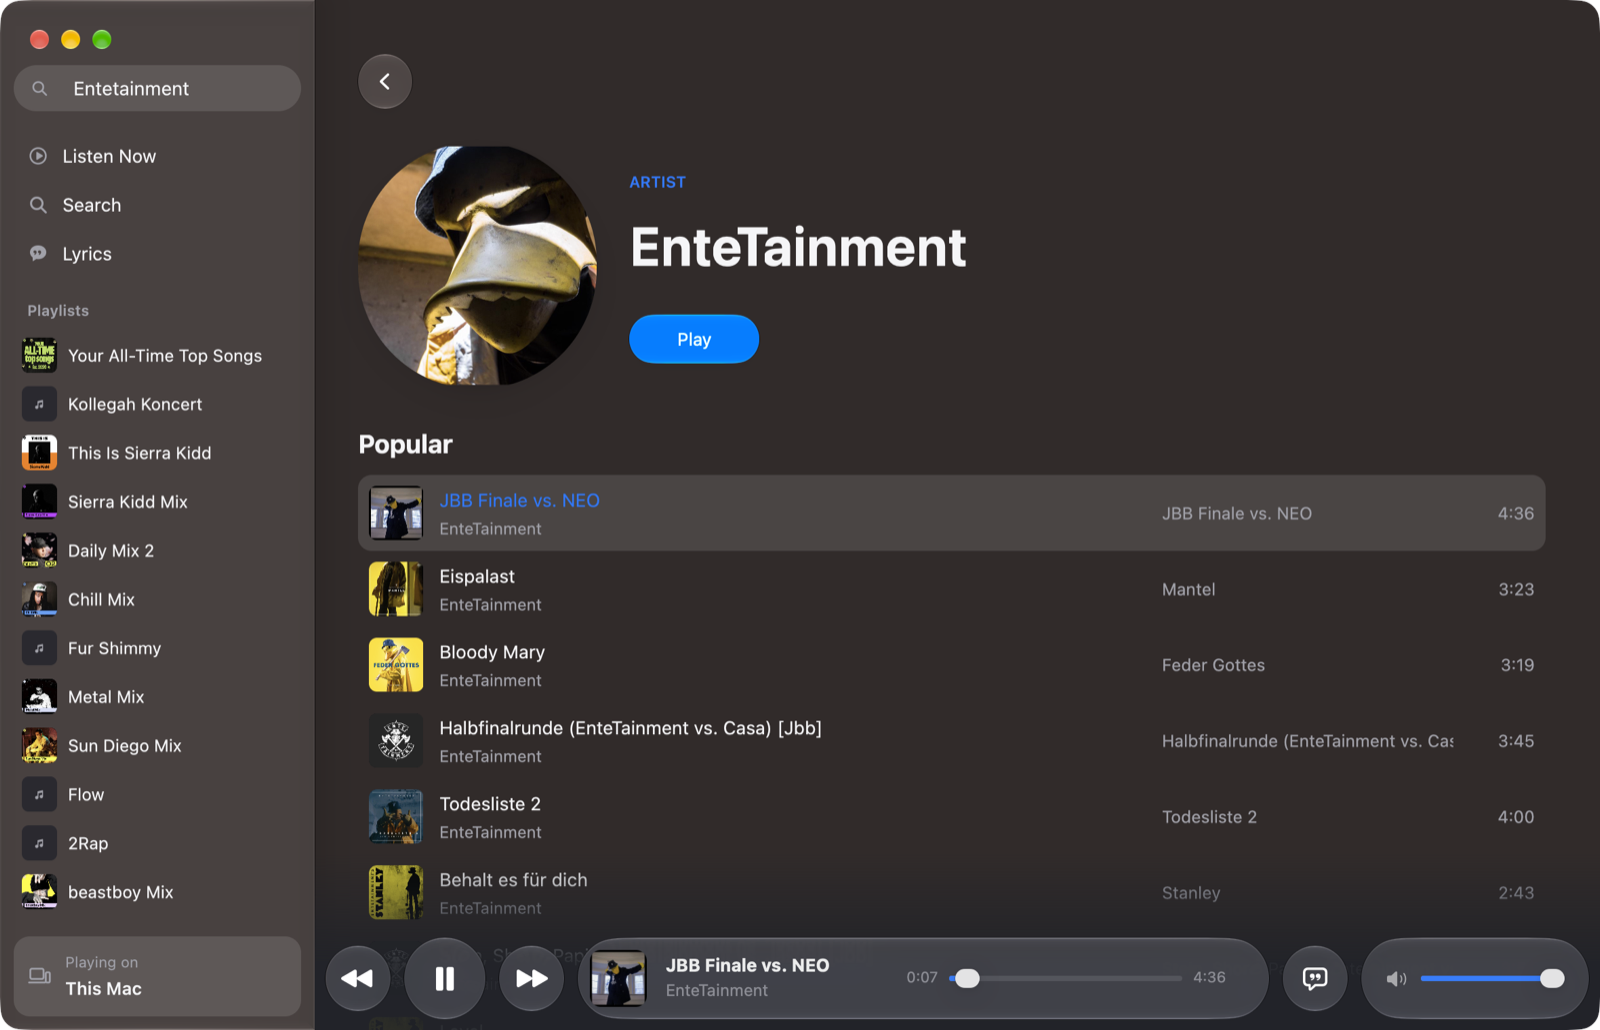 Entetainment
Listen Now
Search
Lyrics
Playlists
Your All-Time Top Songs
Kollegah Koncert
This Is Sierra Kidd
Sierra Kidd Mix
Daily Mix 2
Chill Mix
Fur Shimmy
Metal Mix
Sun Diego Mix
Flow
2Rap
beastboy Mix
Playing on
This Mac
ARTIST
EnteTainment
Play
Popular
JBB Finale vs. NEO
EnteTainment
JBB Finale vs. NEO
4:36
Eispalast
EnteTainment
Mantel
3:23
FEDER GOTTES
Bloody Mary
EnteTainment
Feder Gottes
3:19
Halbfinalrunde (EnteTainment vs. Casa) [Jbb]
EnteTainment
Halbfinalrunde (EnteTainment vs. Cas
3:45
Todesliste 2
EnteTainment
Todesliste 2
4:00
STANLEY
Behalt es für dich
EnteTainment
Stanley
2:43
JBB Finale vs. NEO
EnteTainment
0:07
4:36